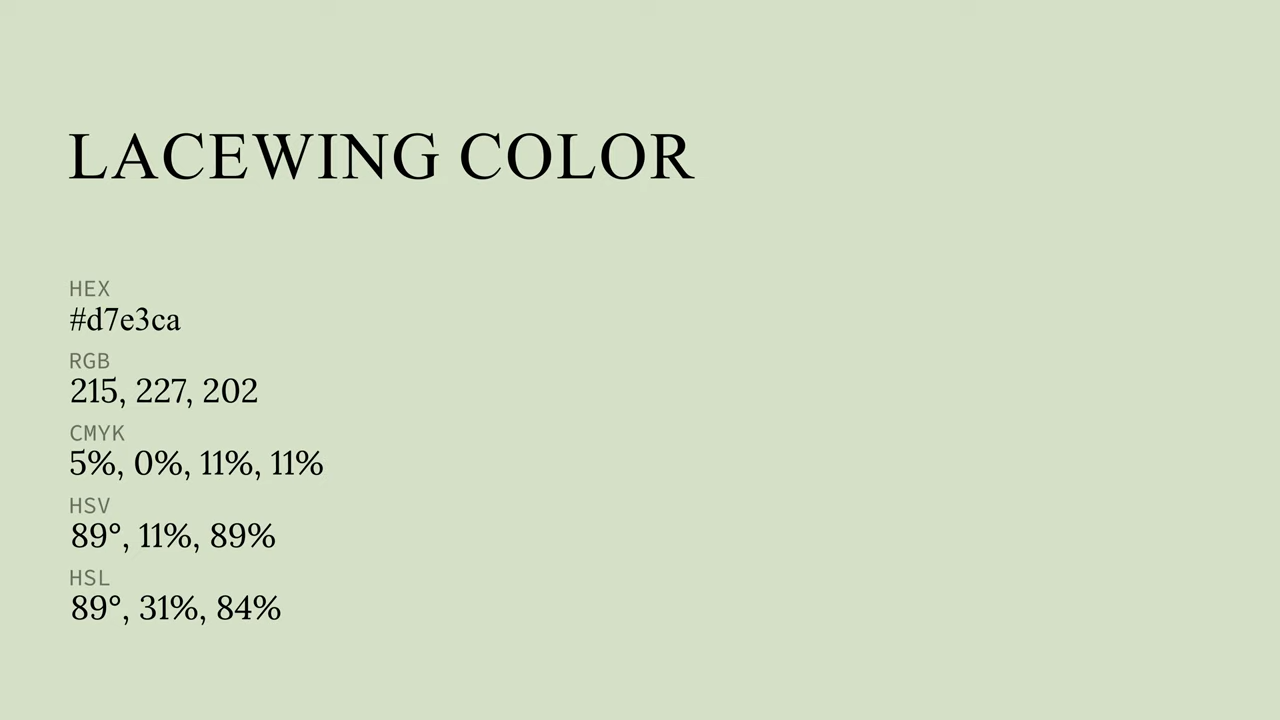 LACEWING COLOR
HEX
#d7e3ca
RGB
215, 227, 202
CMYK
5%, 0%, 11%, 11%
HSV
89°, 11%, 89%
HSL
89°, 31%, 84%